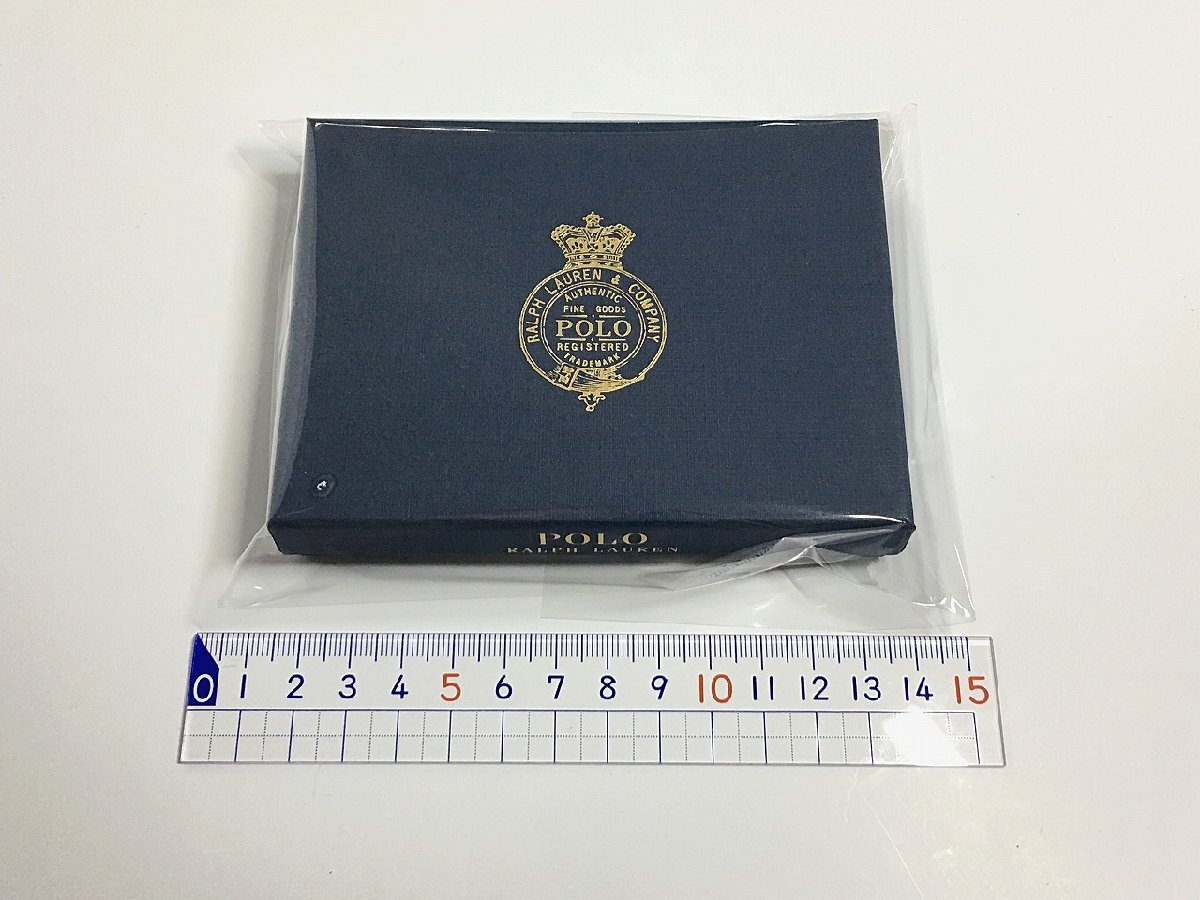 RALPH LAUREN & COMPANY
AUTHENTIC
FINE GOODS
POLO
REGISTERED
TRADEMARK
POLO
RALPH LAUREN
0 1 2 3 4 5 6 7 8 9 10 11 12 13 14 15